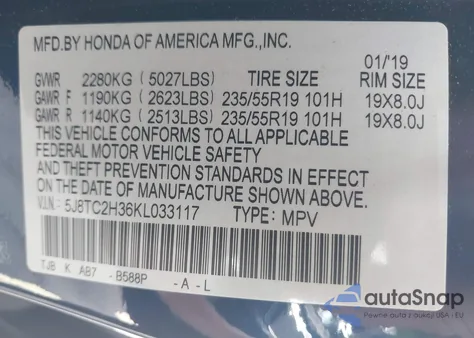 MFD.BY HONDA OF AMERICA MFG.,INC.
01/'19
GVWR 2280KG (5027LBS) TIRE SIZE RIM SIZE
GAWR F 1190KG (2623LBS) 235/55R19 101H 19X8.0J
GAWR R 1140KG (2513LBS) 235/55R19 101H 19X8.0J
THIS VEHICLE CONFORMS TO ALL APPLICABLE
FEDERAL MOTOR VEHICLE SAFETY
AND THEFT PREVENTION STANDARDS IN EFFECT
ON THE DATE OF MANUFACTURE SHOWN ABOVE.
V.I.N.: 5J8TC2H36KL033117 TYPE: MPV
TJB K AB7 -B588P -A-L
autoSnap